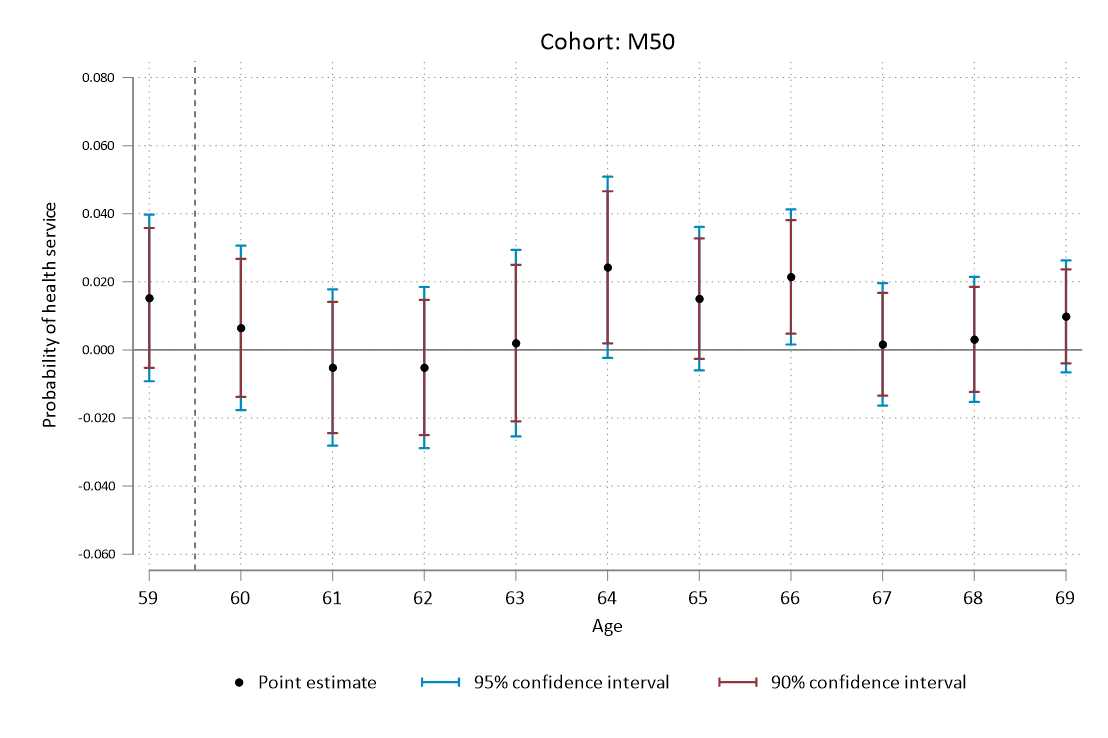 Cohort: M50
0.080
0.060
0.040
0.020
0.000
-0.020
-0.040
-0.060
Probability of health service
59 60 61 62 63 64 65 66 67 68 69
Age
Point estimate 95% confidence interval 90% confidence interval